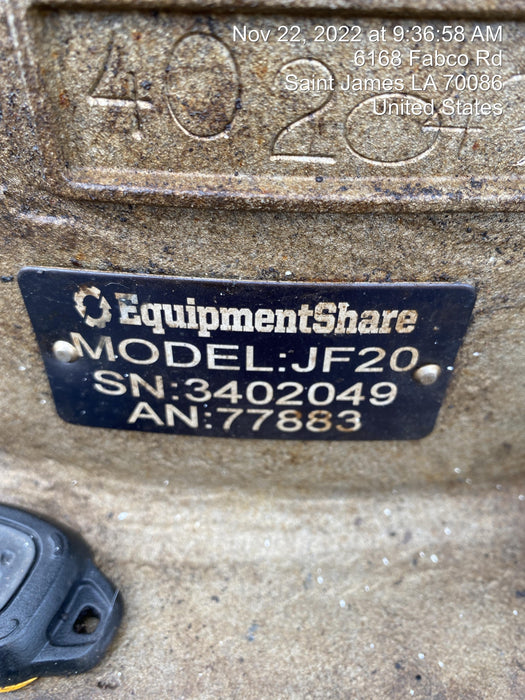 Nov 22, 2022 at 9:36:58 AM
6168 Fabco Rd
Saint James LA 70086
United States
40204
EquipmentShare
MODEL:JF20
SN:3402049
AN:77883